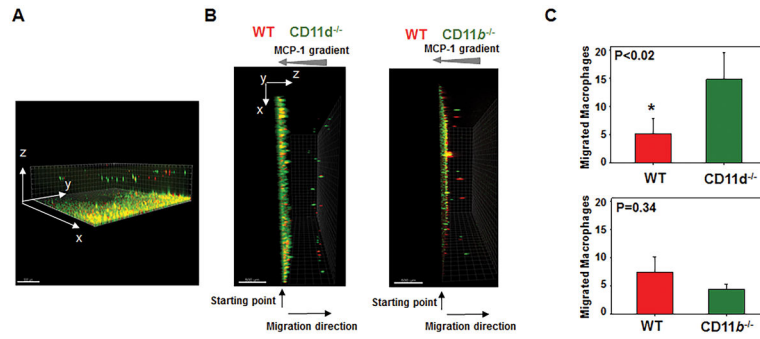 A
z
y
x
B
WT CD11d-/-
MCP-1 gradient
y
z
x
Starting point
Migration direction
WT CD11b-/-
MCP-1 gradient
Starting point
Migration direction
C
Migrated Macrophages
20
15
10
5
0
P<0.02
*
WT
CD11d-/-
Migrated Macrophages
20
15
10
5
0
P=0.34
WT
CD11b-/-